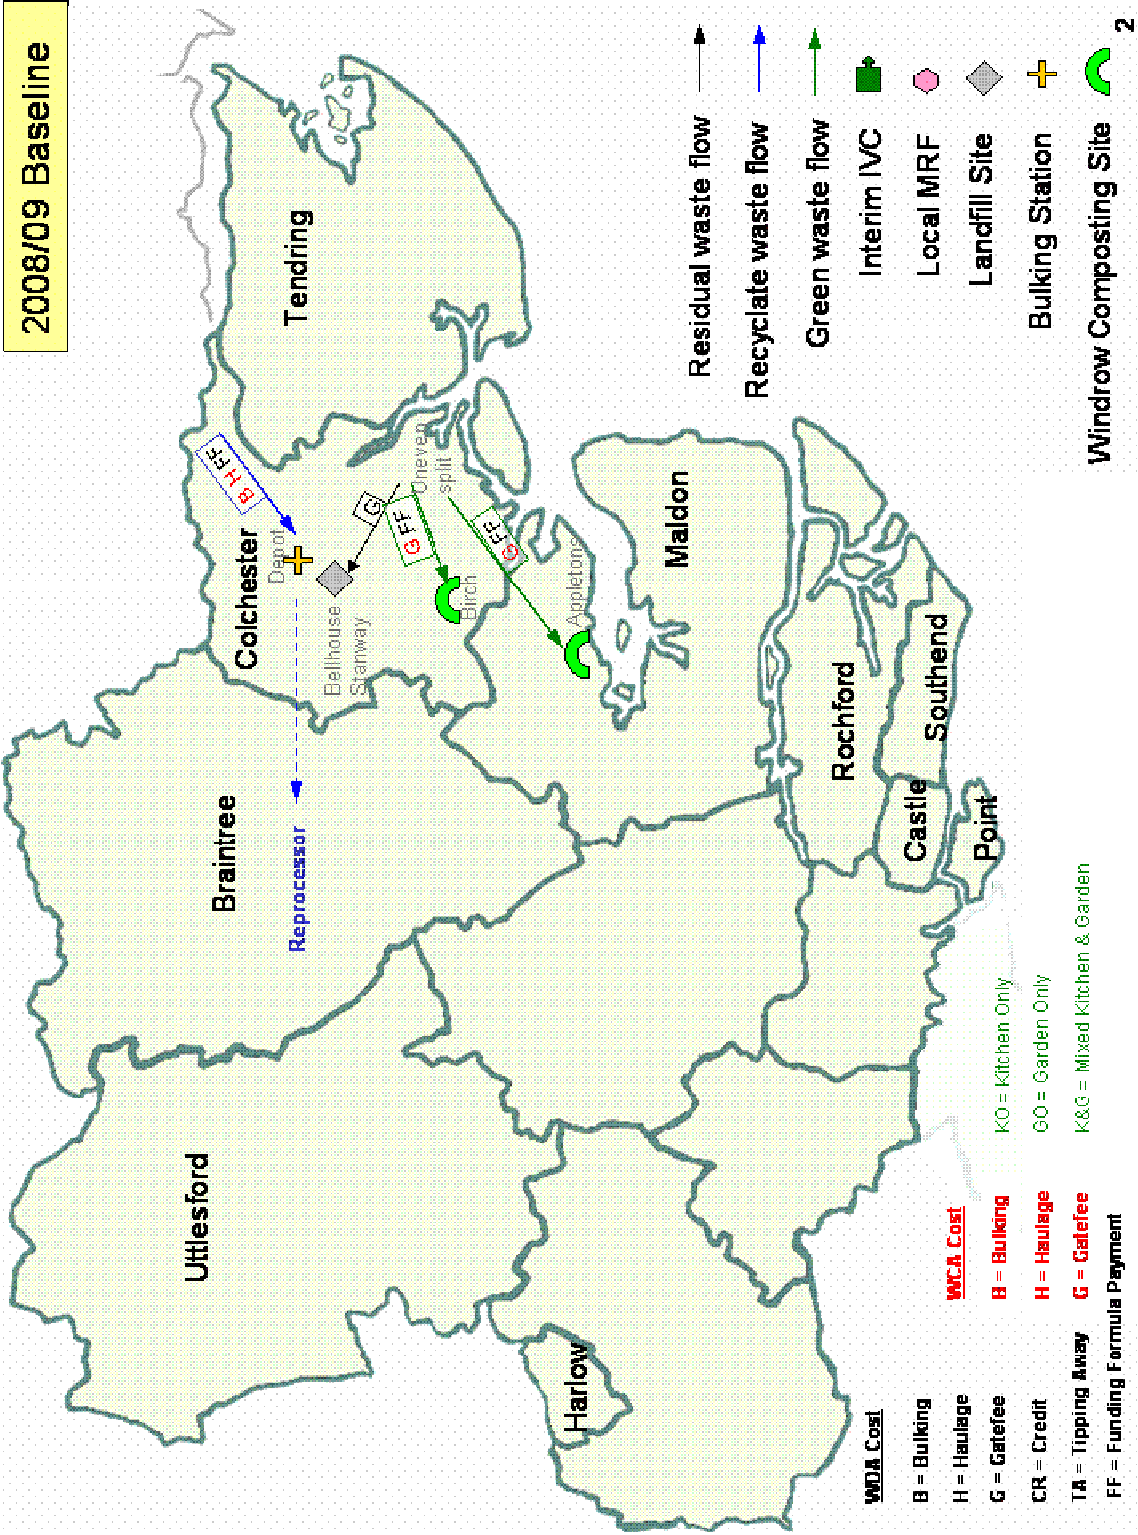 2008/09 Baseline
Tendring
Colchester
Depot
B H FF
G
Uneven
split
G FF
G FF
Bellhouse
Stanway
Birch
Appletons
Braintree
Reprocessor
Uttlesford
Maldon
Rochford
Southend
Castle
Point
Harlow
Residual waste flow
Recyclate waste flow
Green waste flow
Interim IVC
Local MRF
Landfill Site
Bulking Station
Windrow Composting Site
WDA Cost
B = Bulking
H = Haulage
G = Gatefee
CR = Credit
TA = Tipping Away
FF = Funding Formula Payment
WCA Cost
B = Bulking
H = Haulage
G = Gatefee
KO = Kitchen Only
GO = Garden Only
K&G = Mixed Kitchen & Garden
2